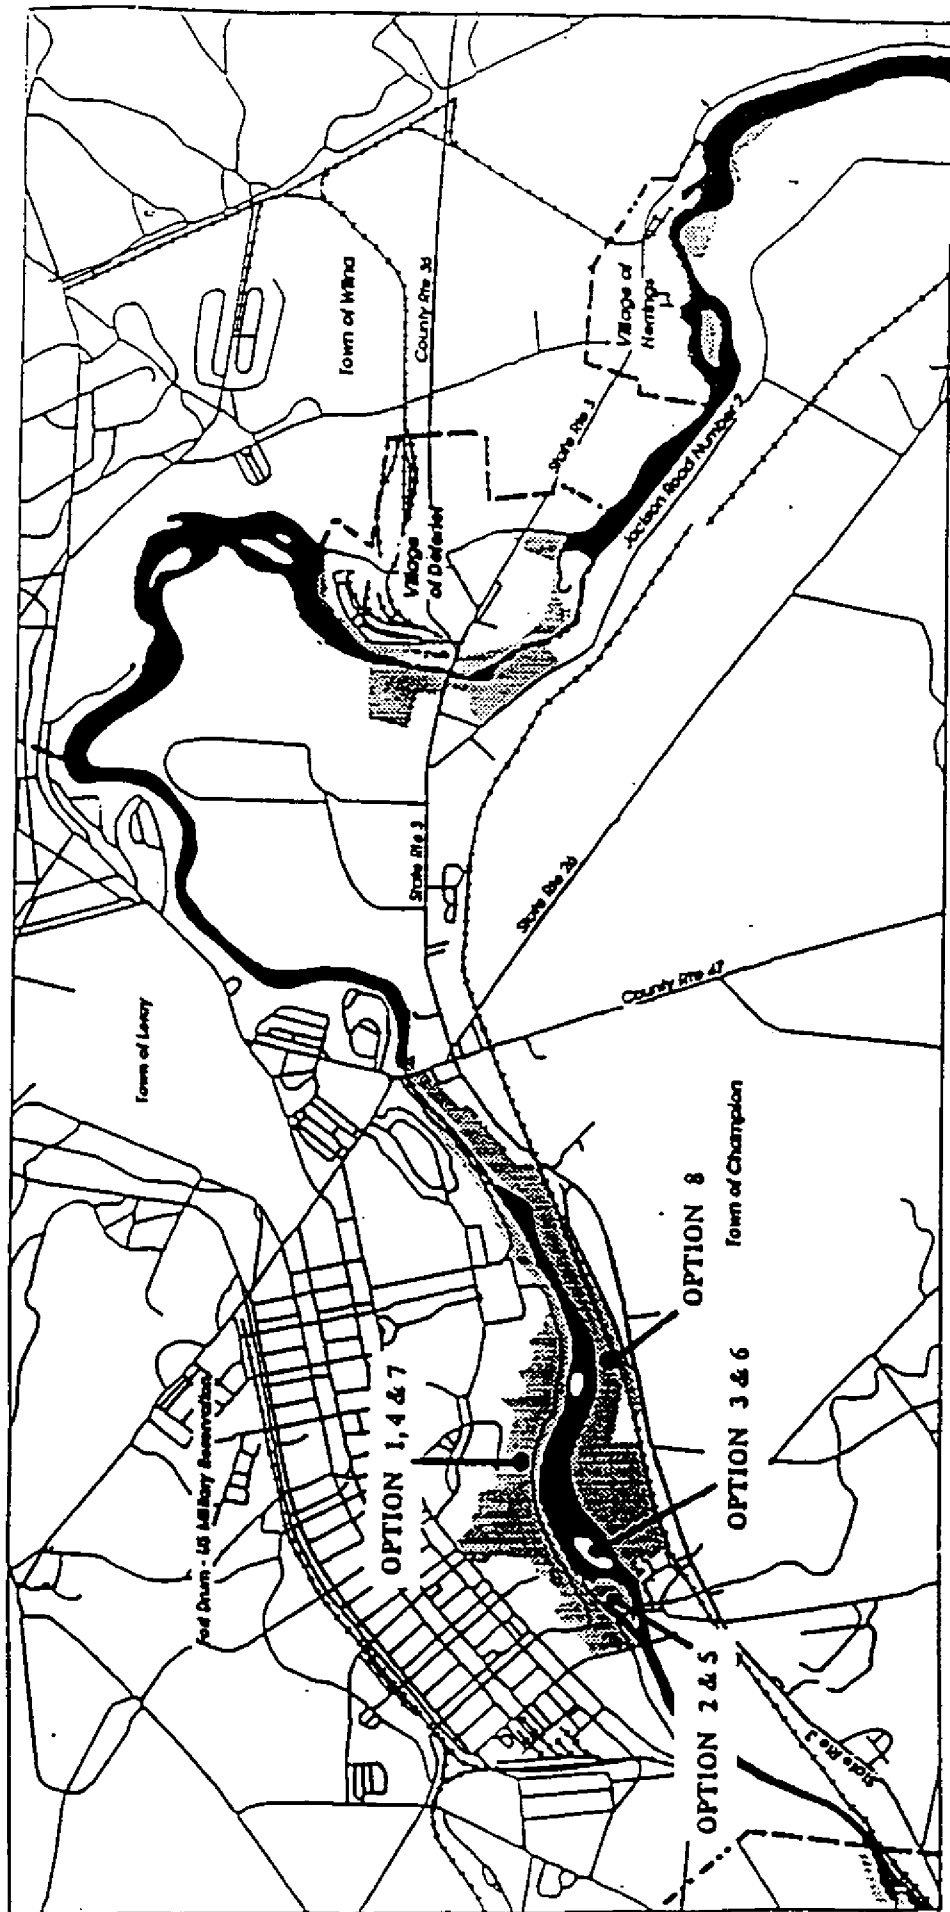 Town of Wilna
County Rte 36
Village of
Herrings
State Rte 3
Village
of Deferiet
Jackson Road Number 2
State Rte 3
State Rte 26
County Rte 47
Town of Leray
Town of Champion
Fort Drum - US Military Reservation
OPTION 8
OPTION 1, 4 & 7
OPTION 3 & 6
OPTION 2 & 5
State Rte 3